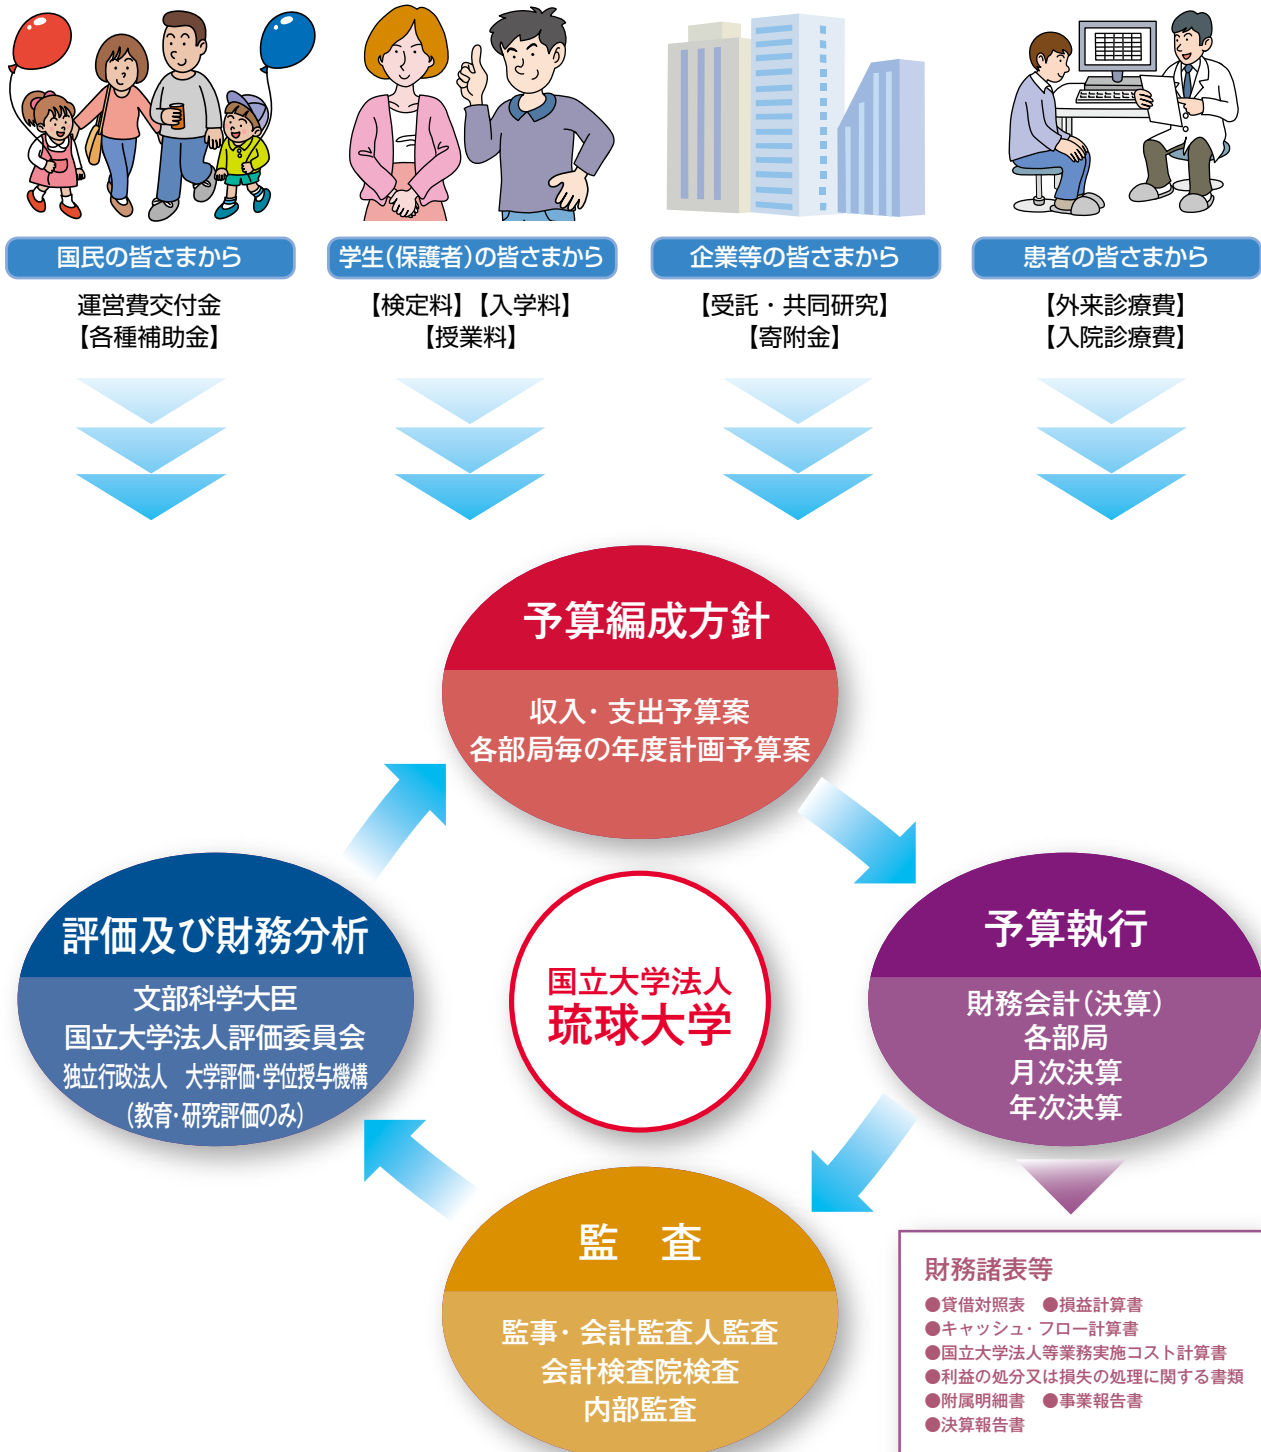 国民の皆さまから
運営費交付金
【各種補助金】
学生(保護者)の皆さまから
【検定料】【入学料】
【授業料】
企業等の皆さまから
【受託・共同研究】
【寄附金】
患者の皆さまから
【外来診療費】
【入院診療費】
予算編成方針
収入・支出予算案
各部局毎の年度計画予算案
予算執行
財務会計(決算)
各部局
月次決算
年次決算
評価及び財務分析
文部科学大臣
国立大学法人評価委員会
独立行政法人　大学評価・学位授与機構
(教育・研究評価のみ)
国立大学法人
琉球大学
監　査
監事・会計監査人監査
会計検査院検査
内部監査
財務諸表等
●貸借対照表　●損益計算書
●キャッシュ・フロー計算書
●国立大学法人等業務実施コスト計算書
●利益の処分又は損失の処理に関する書類
●附属明細書　●事業報告書
●決算報告書